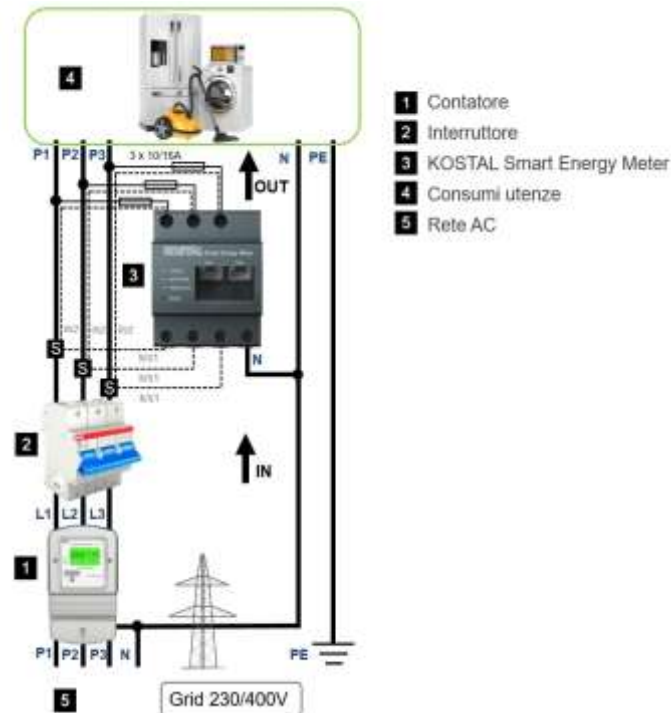 4
P1 P2 P3
3 x 10/16A
N PE
OUT
3
N
S
S
S
2
IN
L1 L2 L3
1
P1 P2 P3 N
PE
5
Grid 230/400V
1 Contatore
2 Interruttore
3 KOSTAL Smart Energy Meter
4 Consumi utenze
5 Rete AC